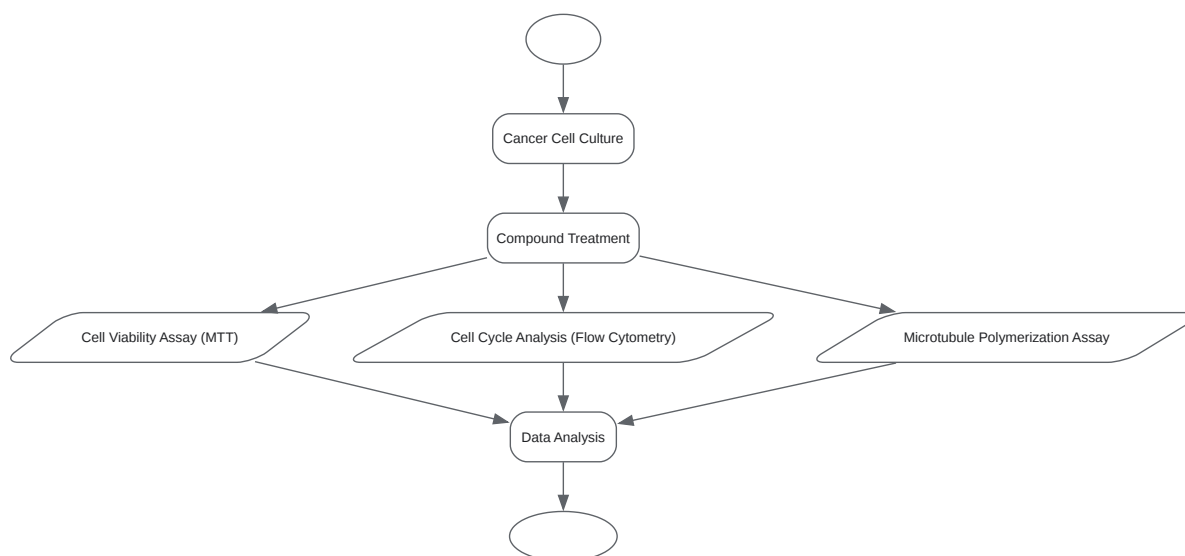 Cancer Cell Culture
Compound Treatment
Cell Viability Assay (MTT)
Cell Cycle Analysis (Flow Cytometry)
Microtubule Polymerization Assay
Data Analysis